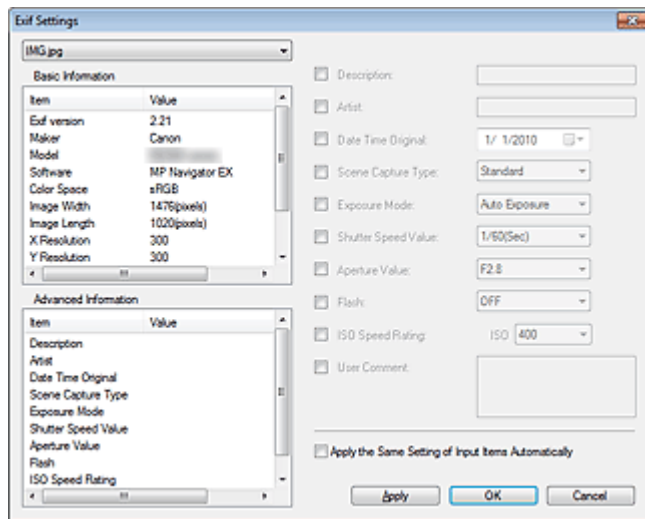 Exif Settings
IMG.jpg
Basic Information
Item Value
Exif version 2.21
Maker Canon
Model
Software MP Navigator EX
Color Space sRGB
Image Width 1476(pixels)
Image Length 1020(pixels)
X Resolution 300
Y Resolution 300
Advanced Information
Item Value
Description
Artist
Date Time Original
Scene Capture Type
Exposure Mode
Shutter Speed Value
Aperture Value
Flash
ISO Speed Rating
Description:
Artist:
Date Time Original: 1/ 1/2010
Scene Capture Type: Standard
Exposure Mode: Auto Exposure
Shutter Speed Value: 1/60(Sec)
Aperture Value: F2.8
Flash: OFF
ISO Speed Rating: ISO 400
User Comment:
Apply the Same Setting of Input Items Automatically
Apply OK Cancel